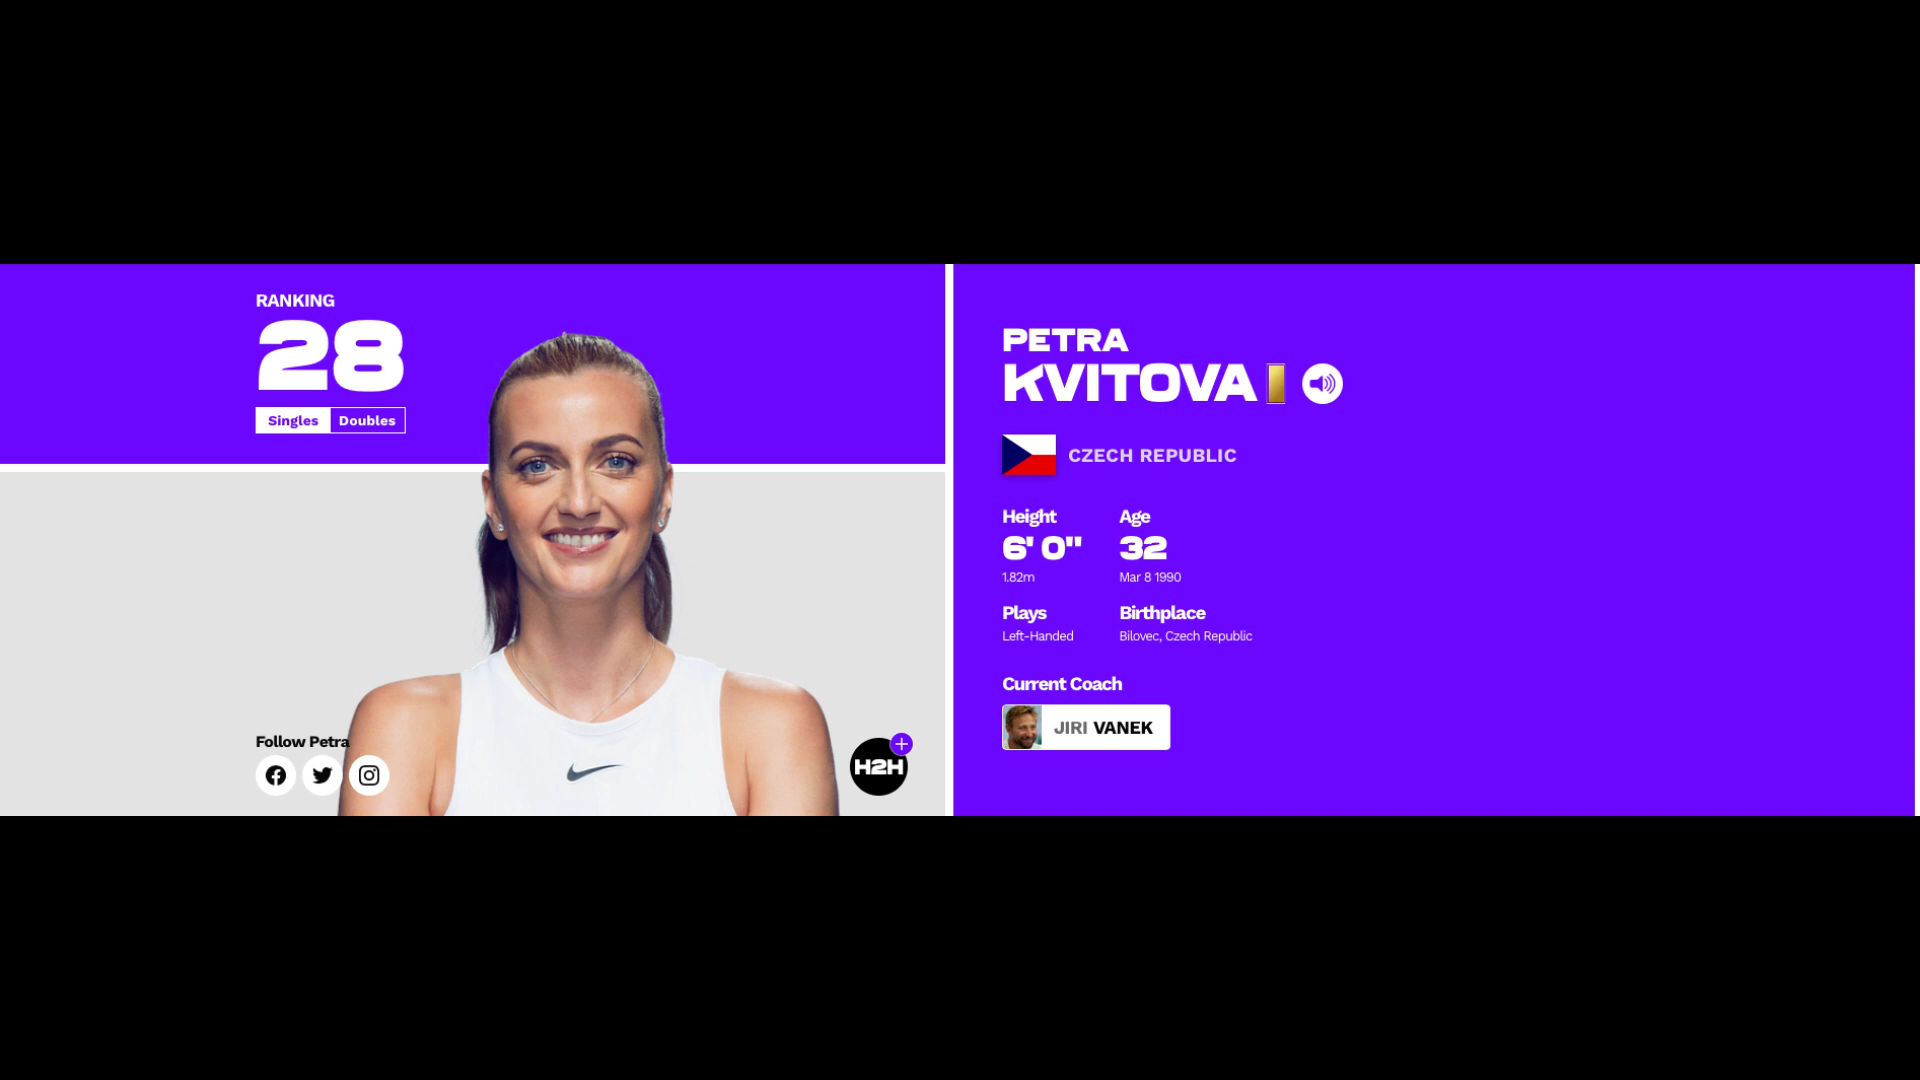 RANKING
28
Singles Doubles
Follow Petra
H2H
PETRA
KVITOVA
CZECH REPUBLIC
Height Age
6' 0" 32
1.82m Mar 8 1990
Plays Birthplace
Left-Handed Bilovec, Czech Republic
Current Coach
JIRI VANEK